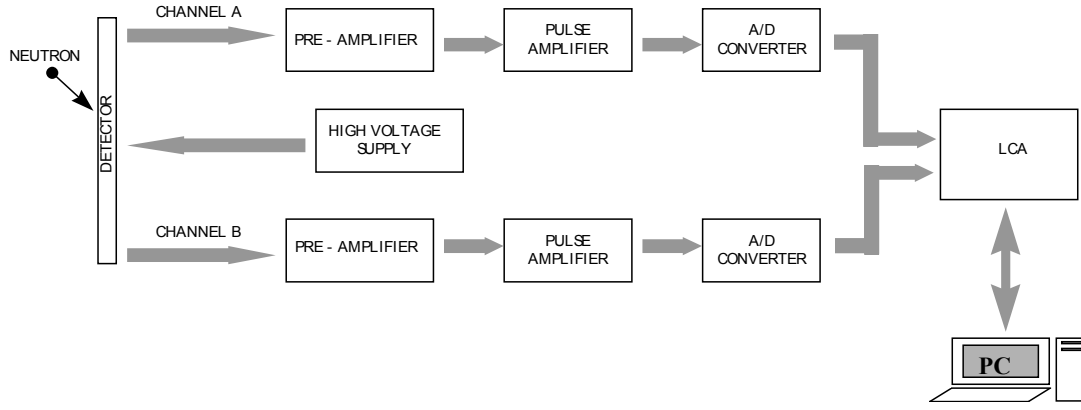 CHANNEL A
PRE - AMPLIFIER
PULSE
AMPLIFIER
A/D
CONVERTER
NEUTRON
DETECTOR
HIGH VOLTAGE
SUPPLY
LCA
CHANNEL B
PRE - AMPLIFIER
PULSE
AMPLIFIER
A/D
CONVERTER
PC